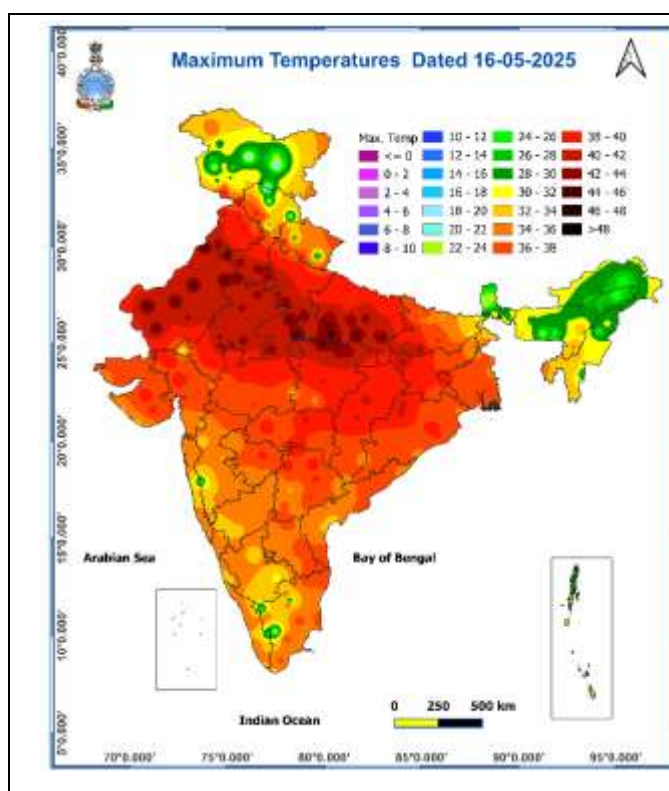 Maximum Temperatures Dated 16-05-2025
Max. Temp
<= 0
0 - 2
2 - 4
4 - 6
6 - 8
8 - 10
10 - 12
12 - 14
14 - 16
16 - 18
18 - 20
20 - 22
22 - 24
24 - 26
26 - 28
28 - 30
30 - 32
32 - 34
34 - 36
36 - 38
38 - 40
40 - 42
42 - 44
44 - 46
46 - 48
>48
40°0.000'
35°0.000'
30°0.000'
25°0.000'
20°0.000'
15°0.000'
10°0.000'
5°0.000'
Arabian Sea
Bay of Bengal
Indian Ocean
0 250 500 km
70°0.000' 75°0.000' 80°0.000' 85°0.000' 90°0.000' 95°0.000'